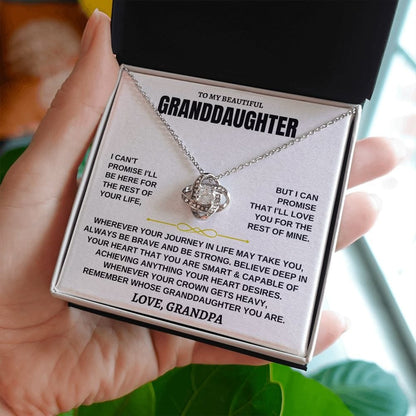 TO MY BEAUTIFUL
GRANDDAUGHTER
I CAN'T
PROMISE I'LL
BE HERE FOR
THE REST OF
YOUR LIFE,
BUT I CAN
PROMISE
THAT I'LL LOVE
YOU FOR THE
REST OF MINE.
WHEREVER YOUR JOURNEY IN LIFE MAY TAKE YOU,
ALWAYS BE BRAVE AND BE STRONG. BELIEVE DEEP IN
YOUR HEART THAT YOU ARE SMART & CAPABLE OF
ACHIEVING ANYTHING YOUR HEART DESIRES.
WHENEVER YOUR CROWN GETS HEAVY,
REMEMBER WHOSE GRANDDAUGHTER YOU ARE.
LOVE, GRANDPA